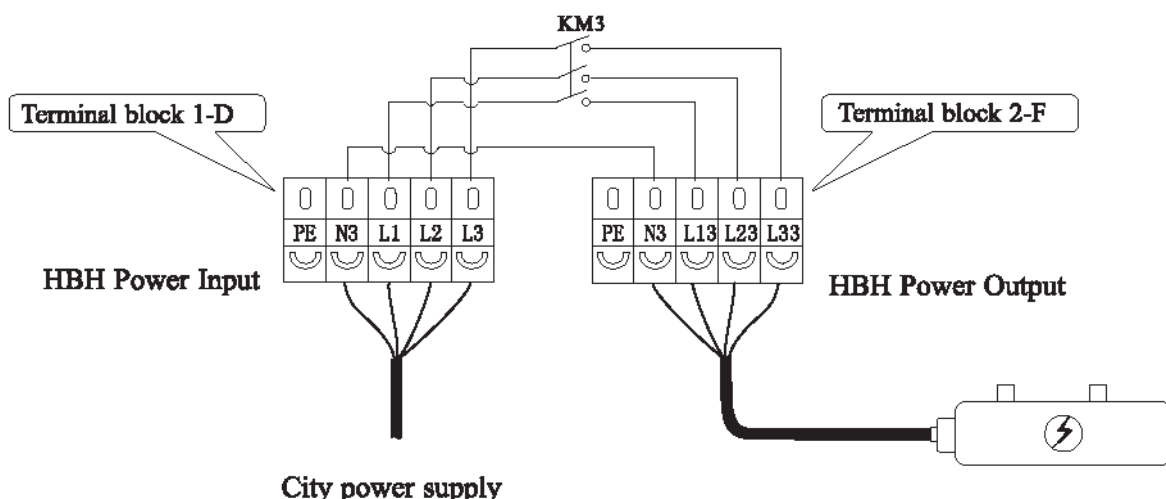 KM3
Terminal block 1-D
Terminal block 2-F
PE N3 L1 L2 L3
PE N3 L13 L23 L33
HBH Power Input
HBH Power Output
City power supply